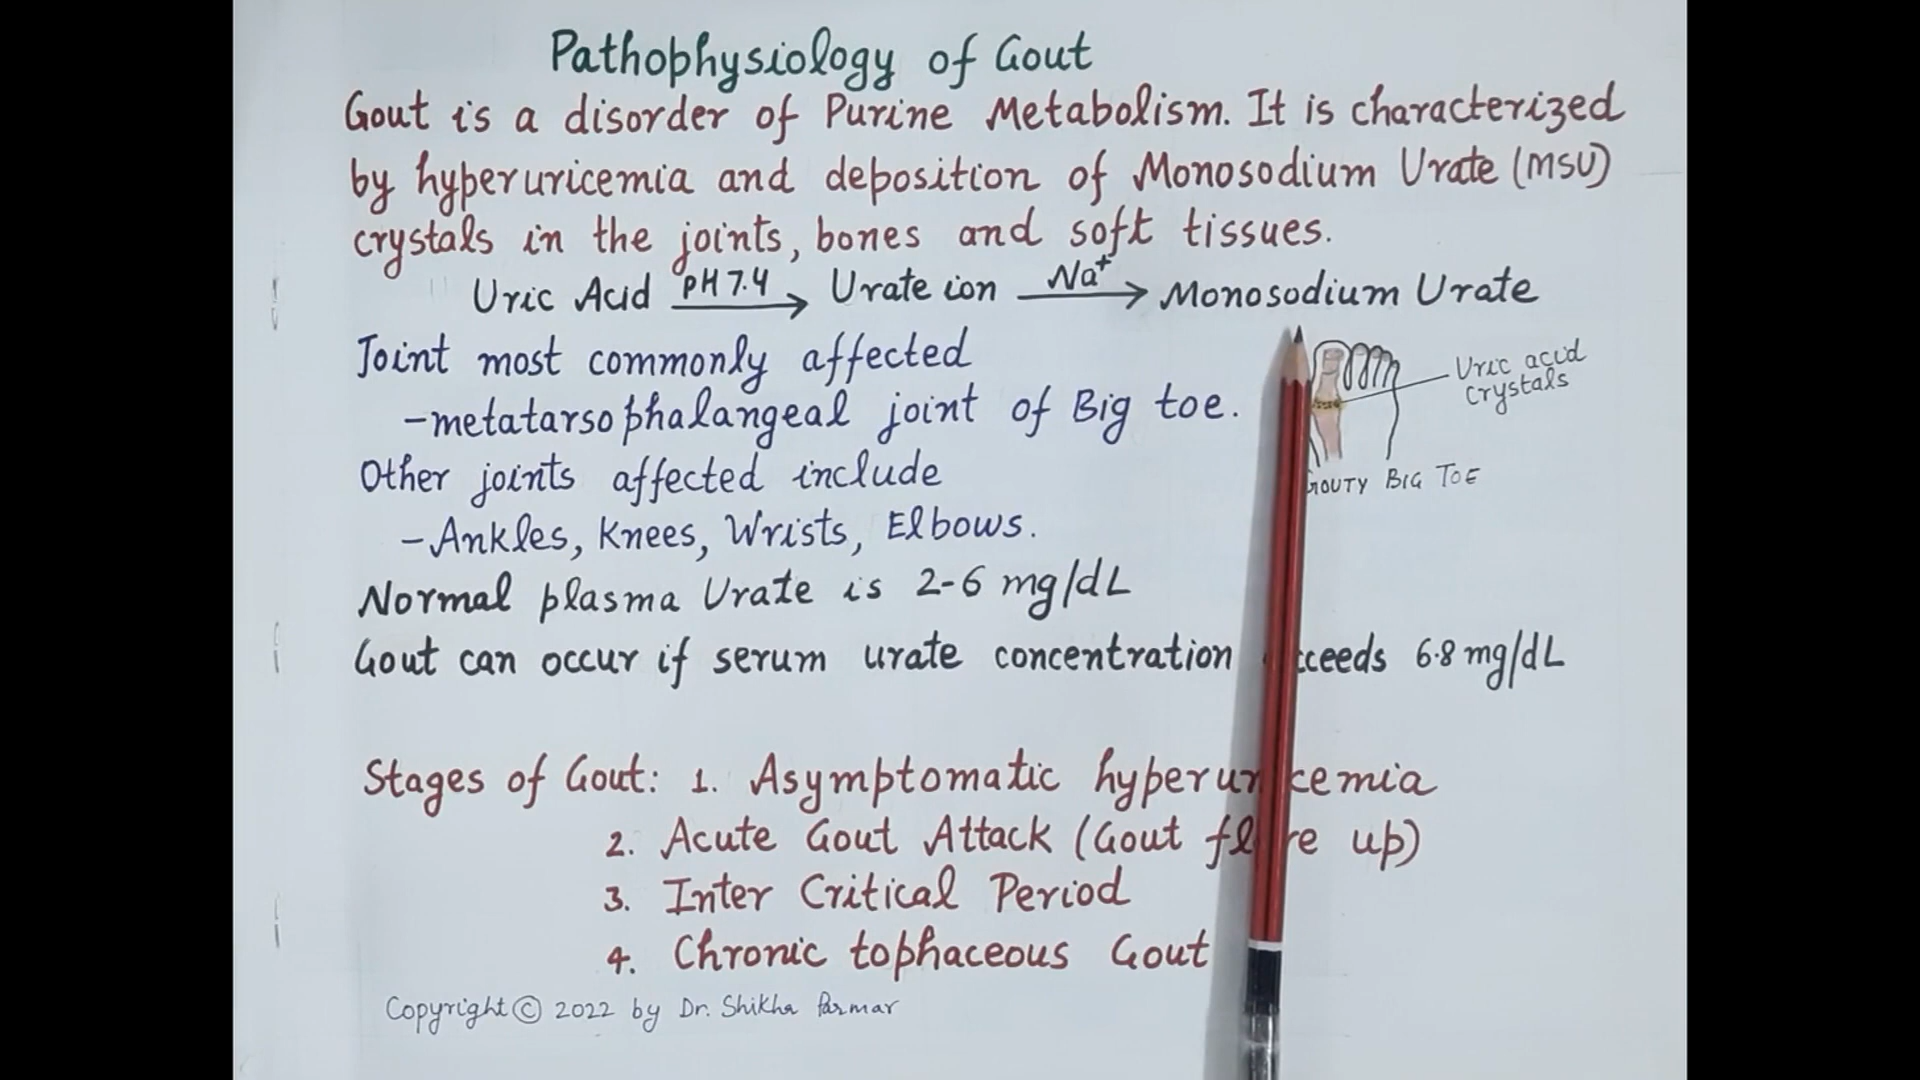 Pathophysiology of Gout
Gout is a disorder of Purine Metabolism. It is characterized
by hyperuricemia and deposition of Monosodium Urate (MSU)
crystals in the joints, bones and soft tissues.
Uric Acid pH 7.4 → Urate ion Na+ → Monosodium Urate
Joint most commonly affected
-metatarsophalangeal joint of Big toe.
Uric acid
crystals
GOUTY BIG TOE
Other joints affected include
-Ankles, Knees, Wrists, Elbows.
Normal plasma Urate is 2-6 mg/dL
Gout can occur if serum urate concentration exceeds 6.8 mg/dL
Stages of Gout: 1. Asymptomatic hyperuricemia
2. Acute Gout Attack (Gout flare up)
3. Inter Critical Period
4. Chronic tophaceous Gout
Copyright © 2022 by Dr. Shikha Parmar